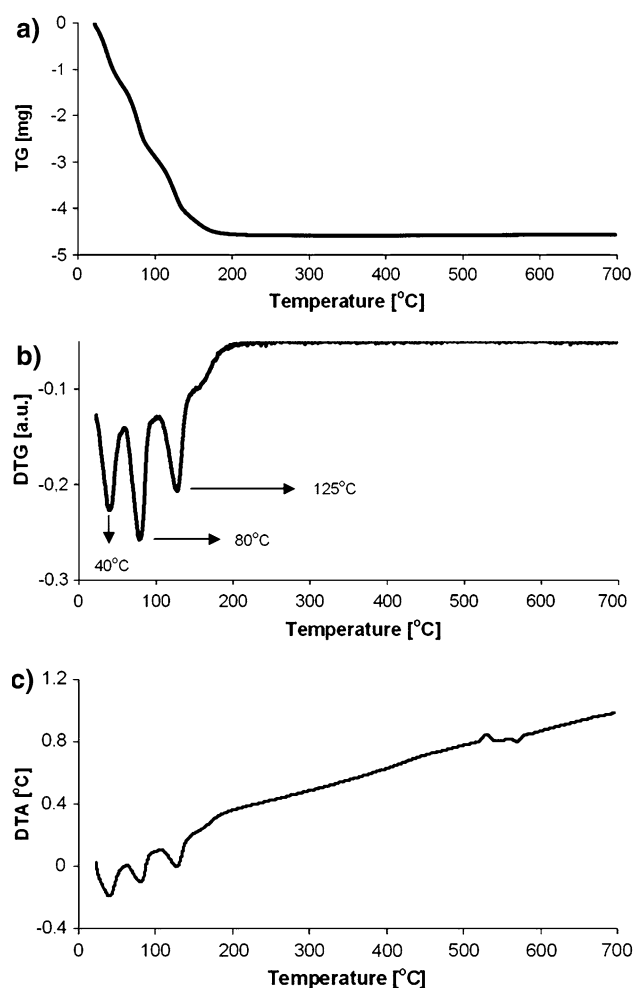 a)
TG [mg]
0
-1
-2
-3
-4
-5
0 100 200 300 400 500 600 700
Temperature [°C]
b)
DTG [a.u.]
-0.1
-0.2
-0.3
40°C
80°C
125°C
0 100 200 300 400 500 600 700
Temperature [°C]
c)
DTA [°C]
1.2
0.8
0.4
0
-0.4
0 100 200 300 400 500 600 700
Temperature [°C]